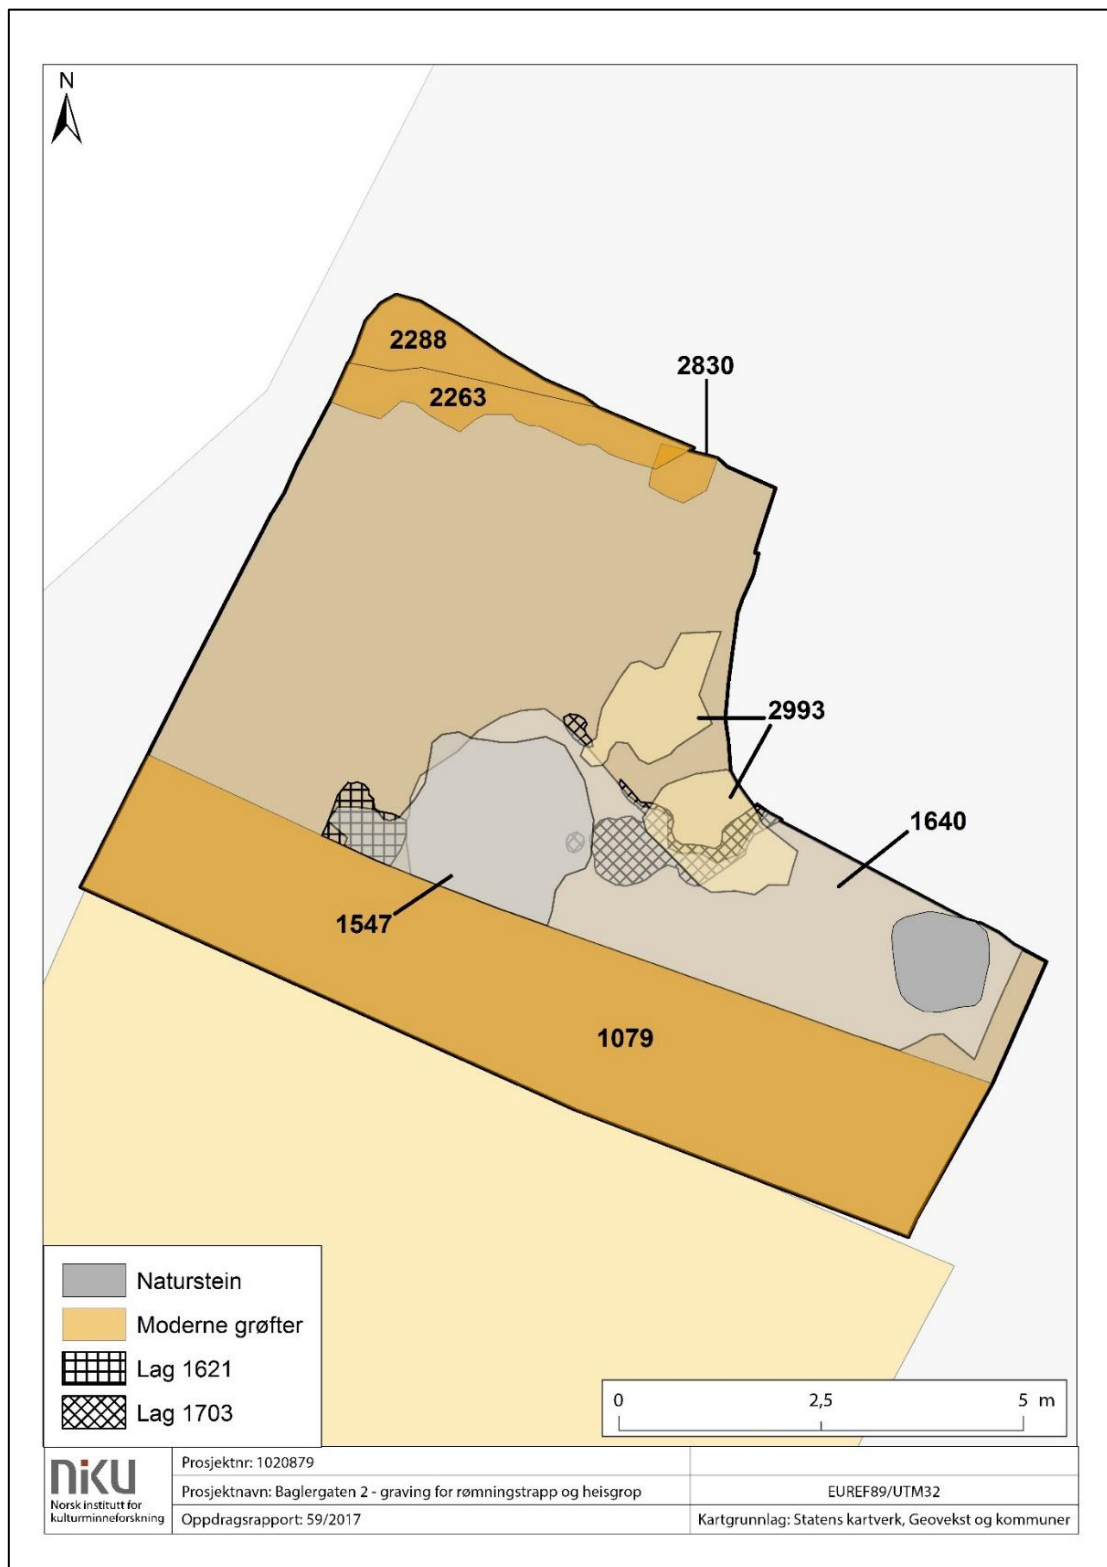 N
2288
2263
2830
2993
1640
1547
1079
Naturstein
Moderne grøfter
Lag 1621
Lag 1703
0 2,5 5 m
NIKU
Norsk institutt for
kulturminneforskning
Prosjektnr: 1020879
Prosjektnavn: Baglergaten 2 - graving for rømningstrapp og heisgrop
EUREF89/UTM32
Oppdragsrapport: 59/2017
Kartgrunnlag: Statens kartverk, Geovekst og kommuner